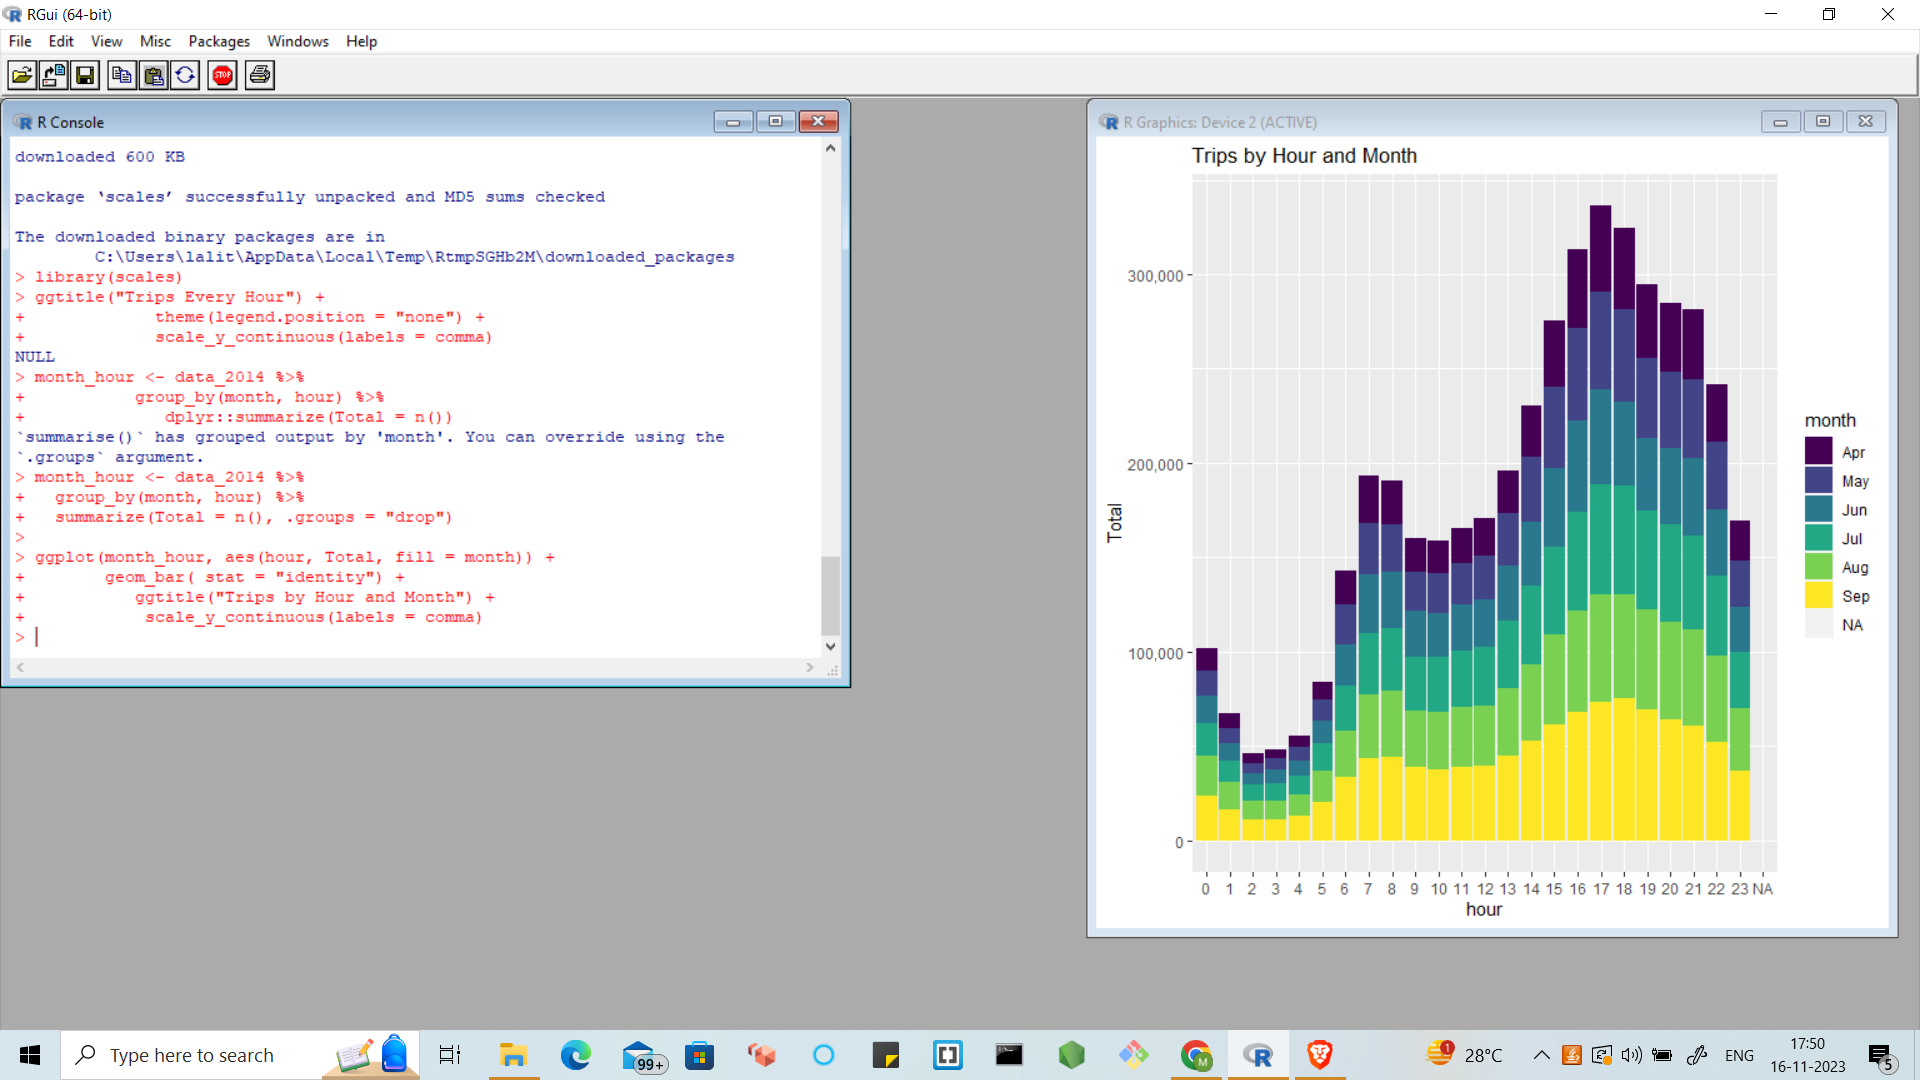 RGui (64-bit)
File Edit View Misc Packages Windows Help
STOP
R Console
downloaded 600 KB
package ‘scales’ successfully unpacked and MD5 sums checked
The downloaded binary packages are in
C:\Users\lalit\AppData\Local\Temp\RtmpSGHb2M\downloaded_packages
> library(scales)
> ggtitle("Trips Every Hour") +
+ theme(legend.position = "none") +
+ scale_y_continuous(labels = comma)
NULL
> month_hour <- data_2014 %>%
+ group_by(month, hour) %>%
+ dplyr::summarize(Total = n())
`summarise()` has grouped output by 'month'. You can override using the
`.groups` argument.
> month_hour <- data_2014 %>%
+ group_by(month, hour) %>%
+ summarize(Total = n(), .groups = "drop")
>
> ggplot(month_hour, aes(hour, Total, fill = month)) +
+ geom_bar( stat = "identity") +
+ ggtitle("Trips by Hour and Month") +
+ scale_y_continuous(labels = comma)
>
R Graphics: Device 2 (ACTIVE)
Trips by Hour and Month
300,000
200,000
100,000
0
Total
0 1 2 3 4 5 6 7 8 9 10 11 12 13 14 15 16 17 18 19 20 21 22 23 NA
hour
month
Apr
May
Jun
Jul
Aug
Sep
NA
Type here to search
99+
M
1
28°C
ENG
17:50
16-11-2023
5